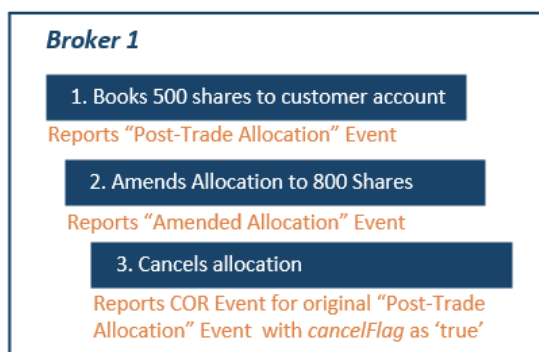 Broker 1
1. Books 500 shares to customer account
Reports “Post-Trade Allocation” Event
2. Amends Allocation to 800 Shares
Reports “Amended Allocation” Event
3. Cancels allocation
Reports COR Event for original “Post-Trade
Allocation” Event with cancelFlag as ‘true’